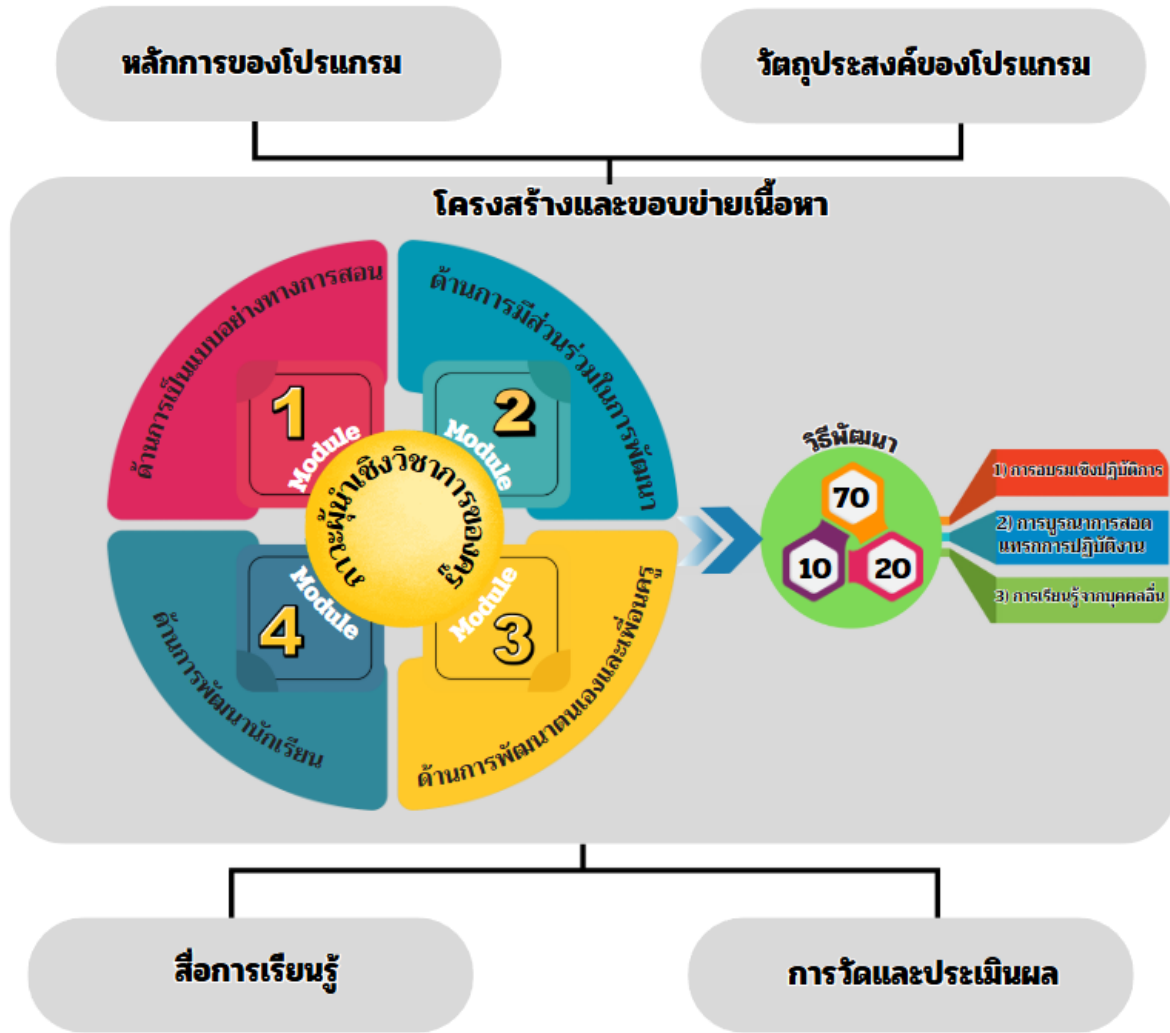 หลักการของโปรแกรม
วัตถุประสงค์ของโปรแกรม
โครงสร้างและขอบข่ายเนื้อหา
ด้านการเป็นแบบอย่างทางการสอน
1
Module
ด้านการมีส่วนร่วมในการพัฒนา
2
Module
ภาวะผู้นำเชิงวิชาการของครู
4
Module
ด้านการพัฒนานักเรียน
3
Module
ด้านการพัฒนาตนเองและเพื่อนครู
วิธีพัฒนา
70
10
20
1) การอบรมเชิงปฏิบัติการ
2) การบูรณาการสอด
แทรกการปฏิบัติงาน
3) การเรียนรู้จากบุคคลอื่น
สื่อการเรียนรู้
การวัดและประเมินผล